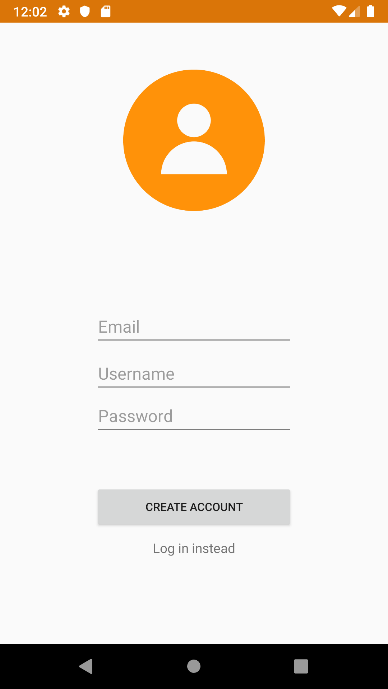 12:02
Email
Username
Password
CREATE ACCOUNT
Log in instead